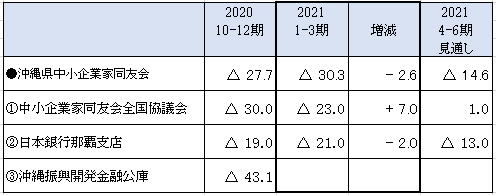 2020 2021 増減 2021
10-12期 1-3期 4-6期
見通し
●沖縄県中小企業家同友会 △ 27.7 △ 30.3 - 2.6 △ 14.6
①中小企業家同友会全国協議会 △ 30.0 △ 23.0 + 7.0 1.0
②日本銀行那覇支店 △ 19.0 △ 21.0 - 2.0 △ 13.0
③沖縄振興開発金融公庫 △ 43.1